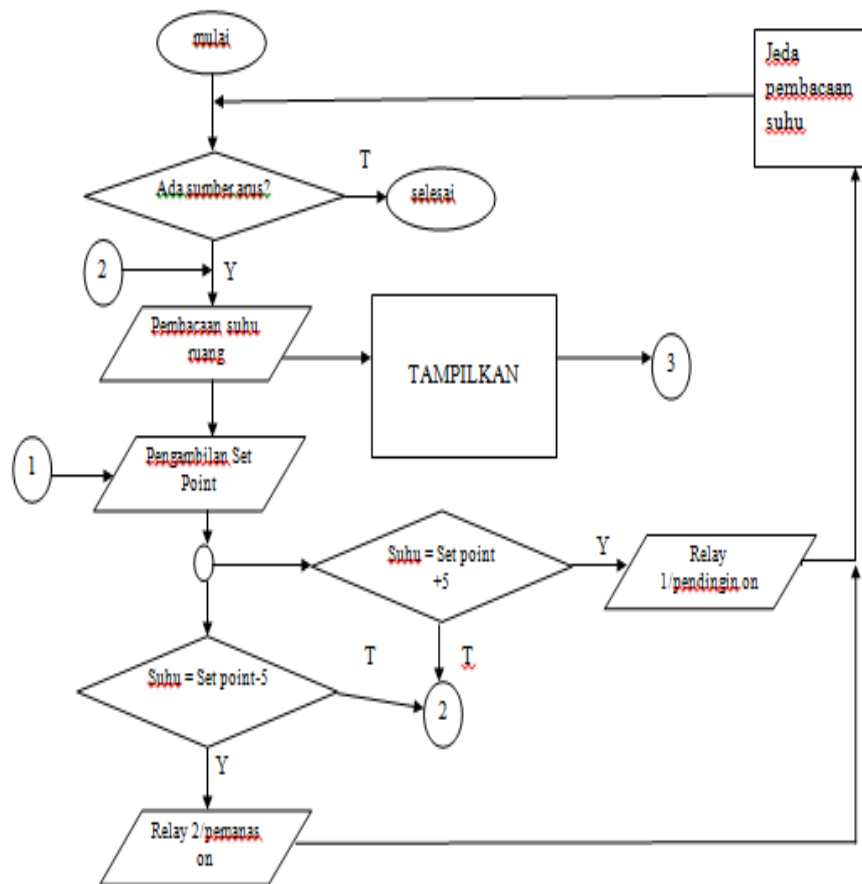 mulai
Jeda
pembacaan
suhu
T
Ada sumber arus?
selesai
2
Y
Pembacaan suhu
ruang
TAMPILKAN
3
1
Pengambilan Set
Point
Suhu = Set point
+5
Y
Relay
1/pendingin on
T
T
Suhu = Set point-5
2
Y
Relay 2/pemanas
on